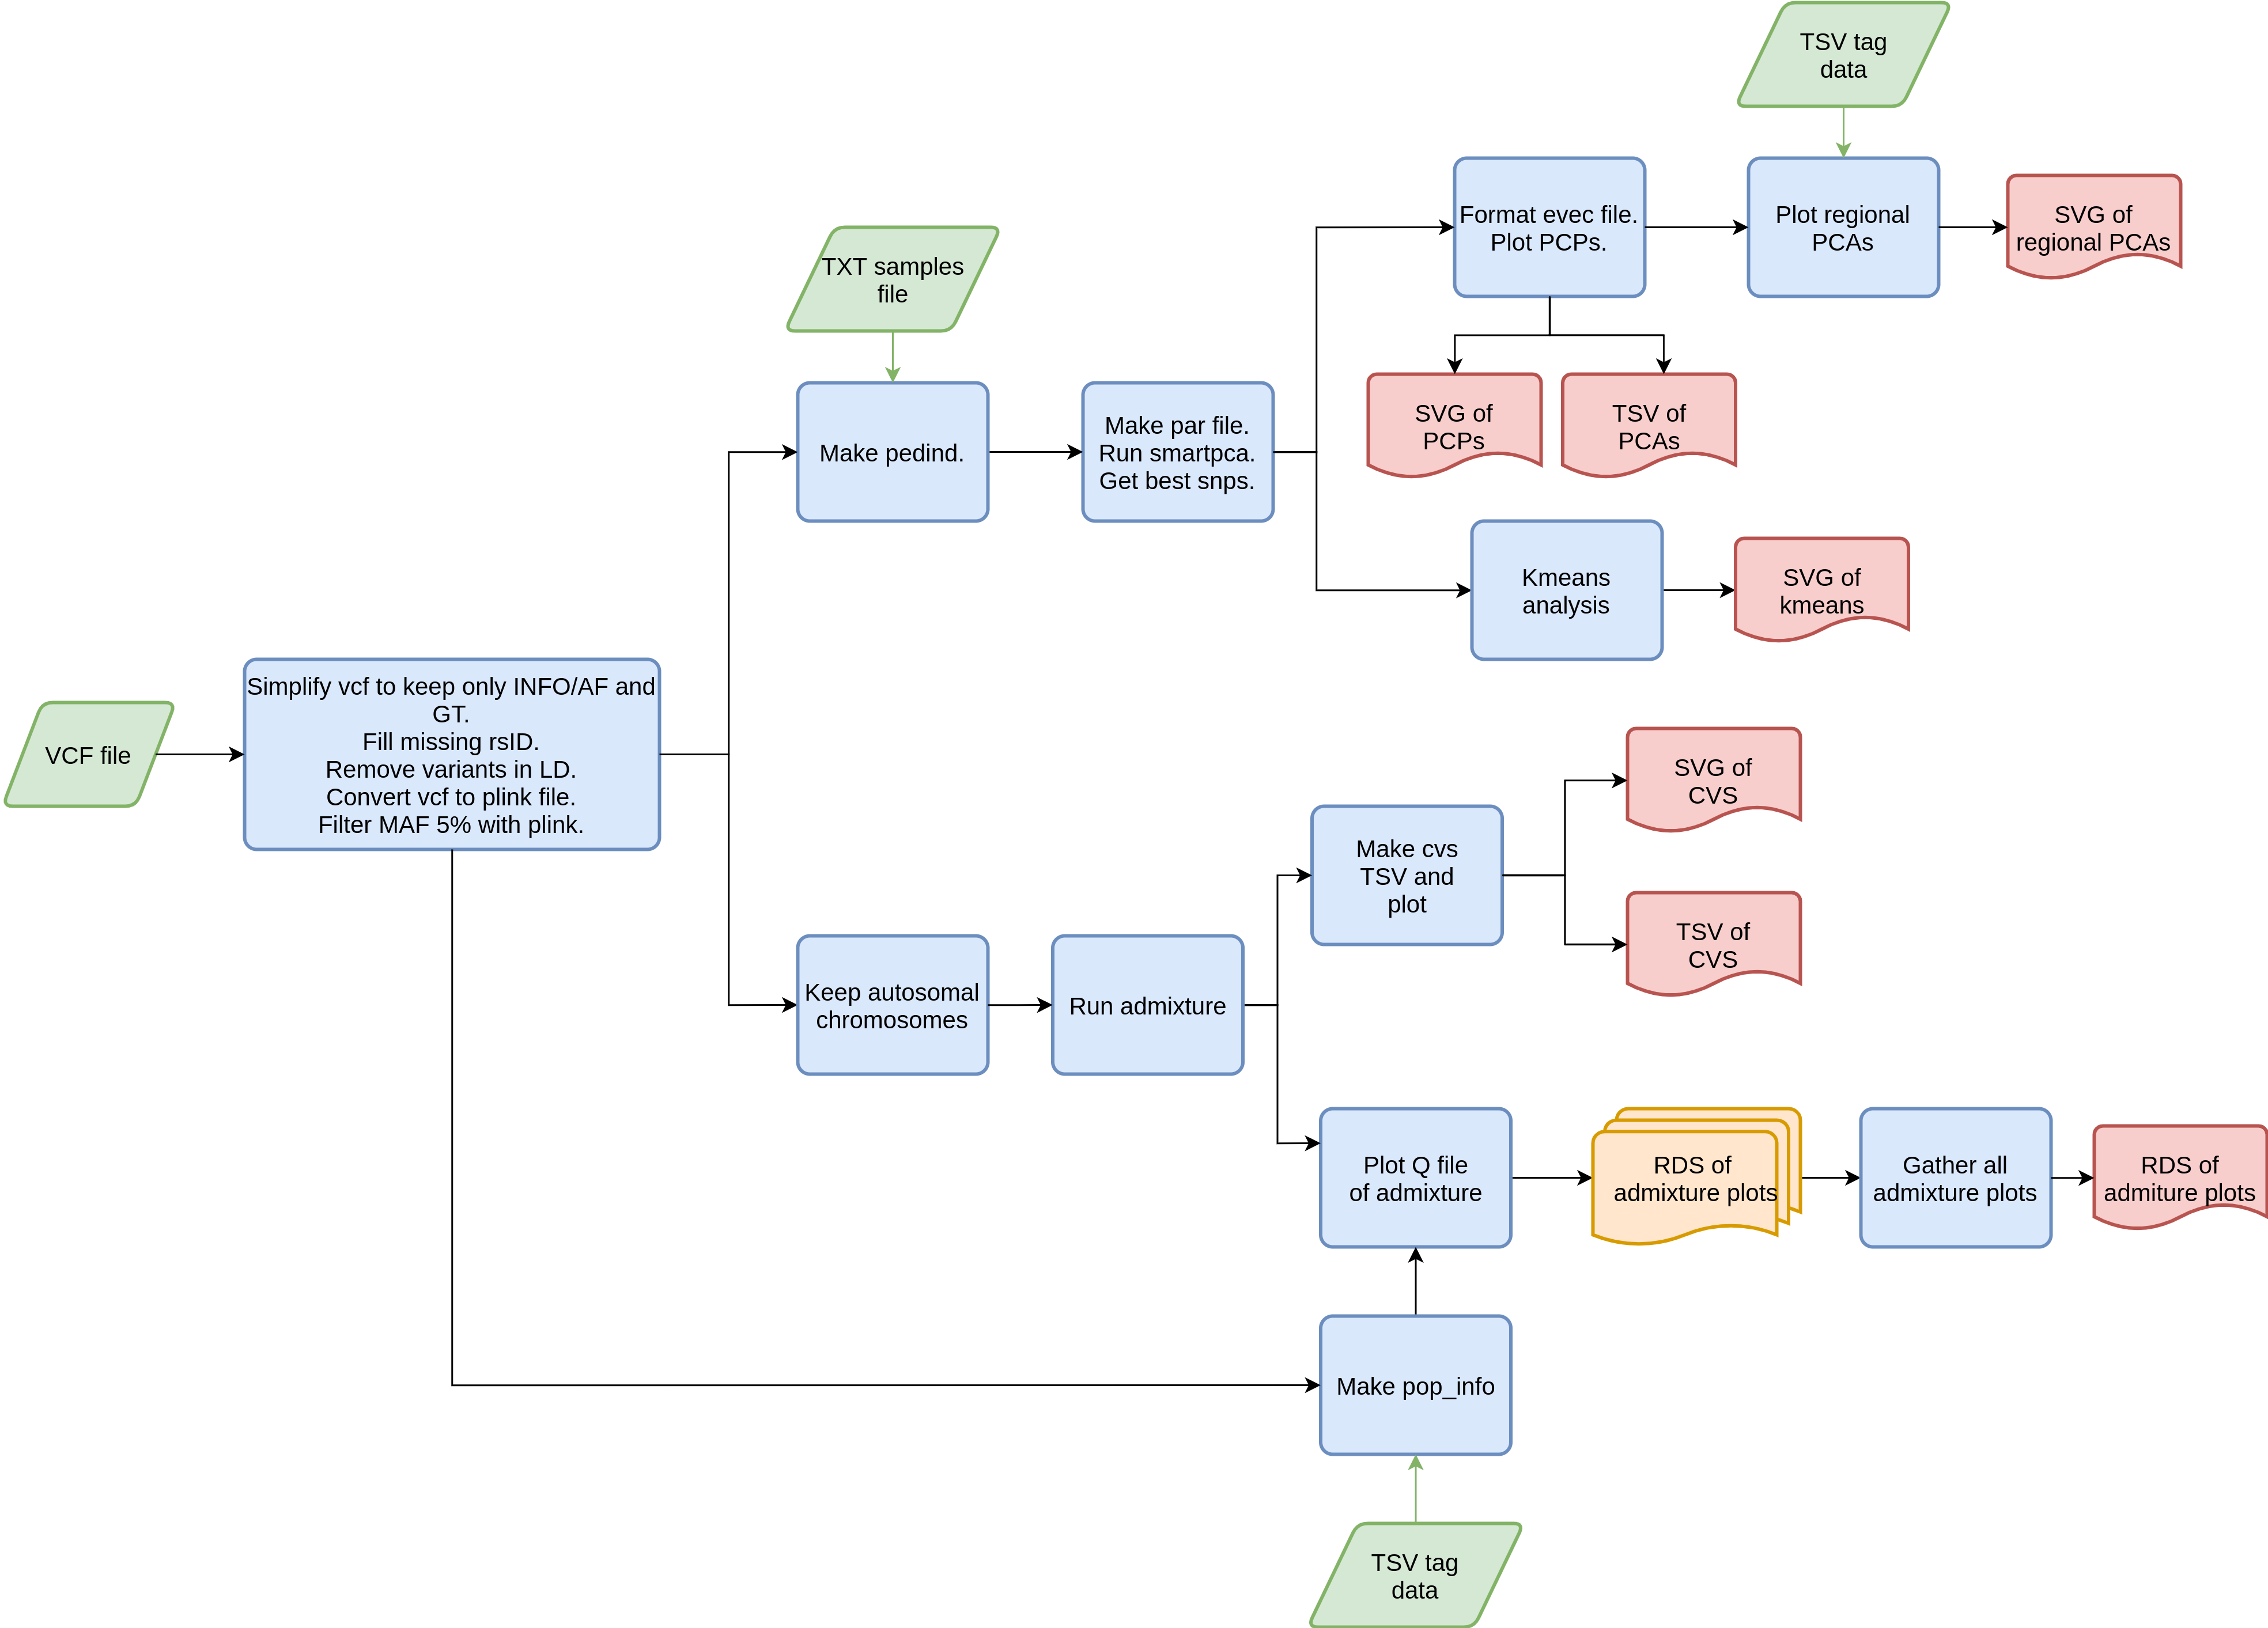 TSV tag
data
Format evec file.
Plot PCPs.
Plot regional
PCAs
SVG of
regional PCAs
TXT samples
file
Make pedind.
Make par file.
Run smartpca.
Get best snps.
SVG of
PCPs
TSV of
PCAs
Kmeans
analysis
SVG of
kmeans
VCF file
Simplify vcf to keep only INFO/AF and
GT.
Fill missing rsID.
Remove variants in LD.
Convert vcf to plink file.
Filter MAF 5% with plink.
SVG of
CVS
Make cvs
TSV and
plot
TSV of
CVS
Keep autosomal
chromosomes
Run admixture
Plot Q file
of admixture
RDS of
admixture plots
Gather all
admixture plots
RDS of
admiture plots
Make pop_info
TSV tag
data